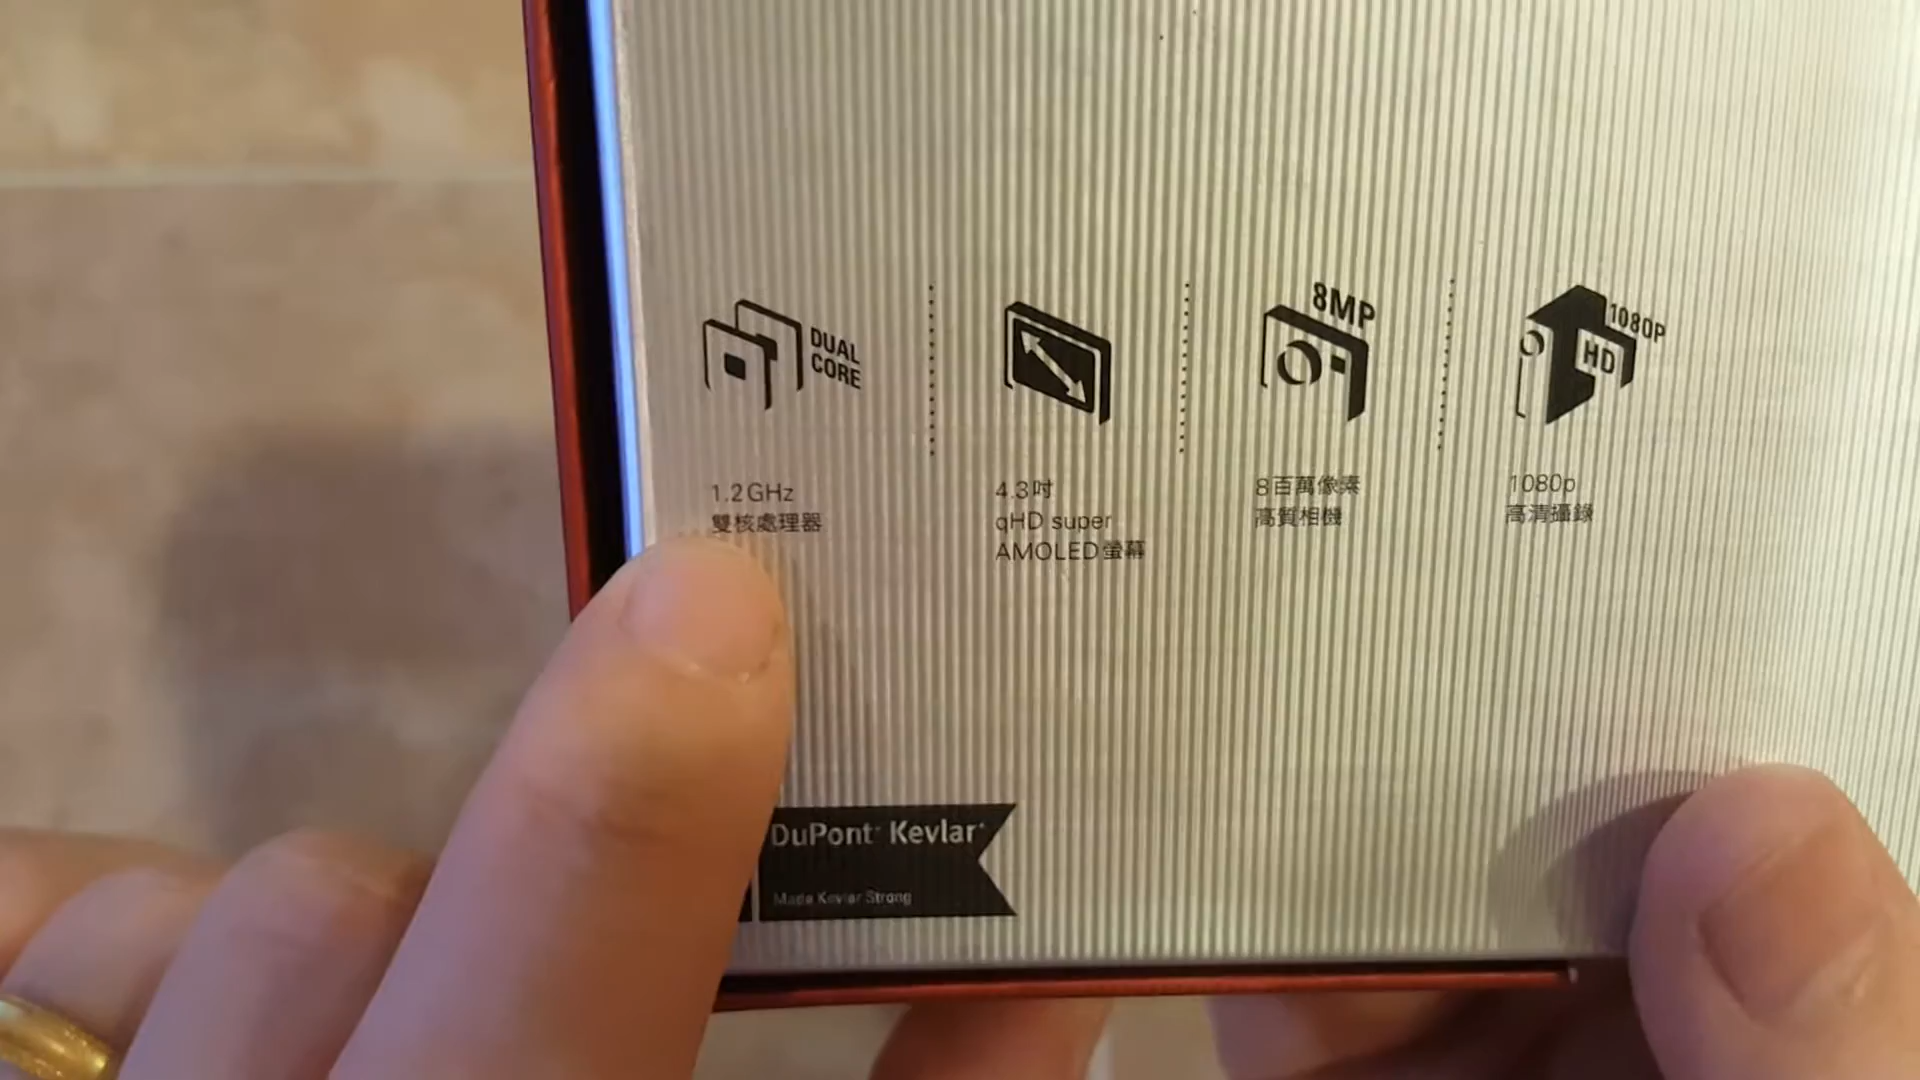 DUAL
CORE
8MP
1080P
HD
1.2GHz
雙核處理器
4.3吋
qHD super
AMOLED螢幕
8百萬像素
高質相機
1080p
高清攝錄
DuPont Kevlar
Made Kevlar Strong